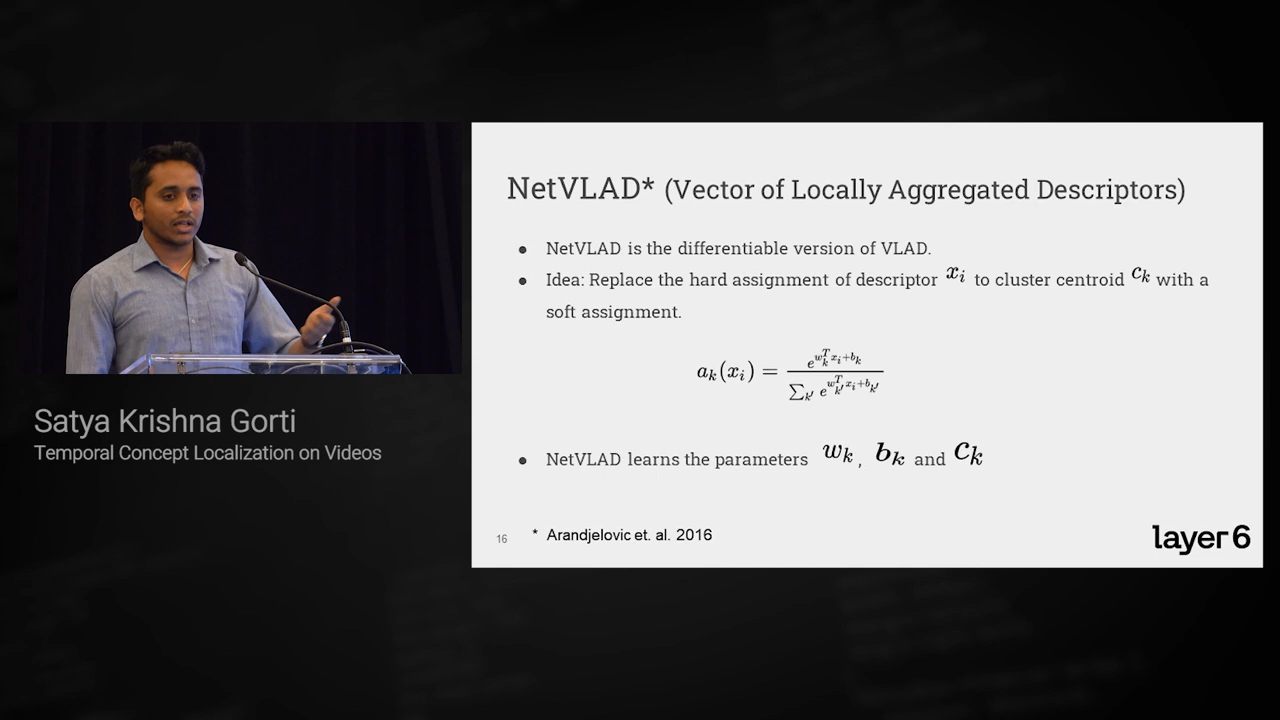 NetVLAD* (Vector of Locally Aggregated Descriptors)
● NetVLAD is the differentiable version of VLAD.
● Idea: Replace the hard assignment of descriptor x_i to cluster centroid c_k with a
soft assignment.
a_k(x_i) = e^{w_k^T x_i + b_k} / ∑_{k'} e^{w_{k'}^T x_i + b_{k'}}
● NetVLAD learns the parameters w_k, b_k and c_k
16 * Arandjelovic et. al. 2016
layer6
Satya Krishna Gorti
Temporal Concept Localization on Videos